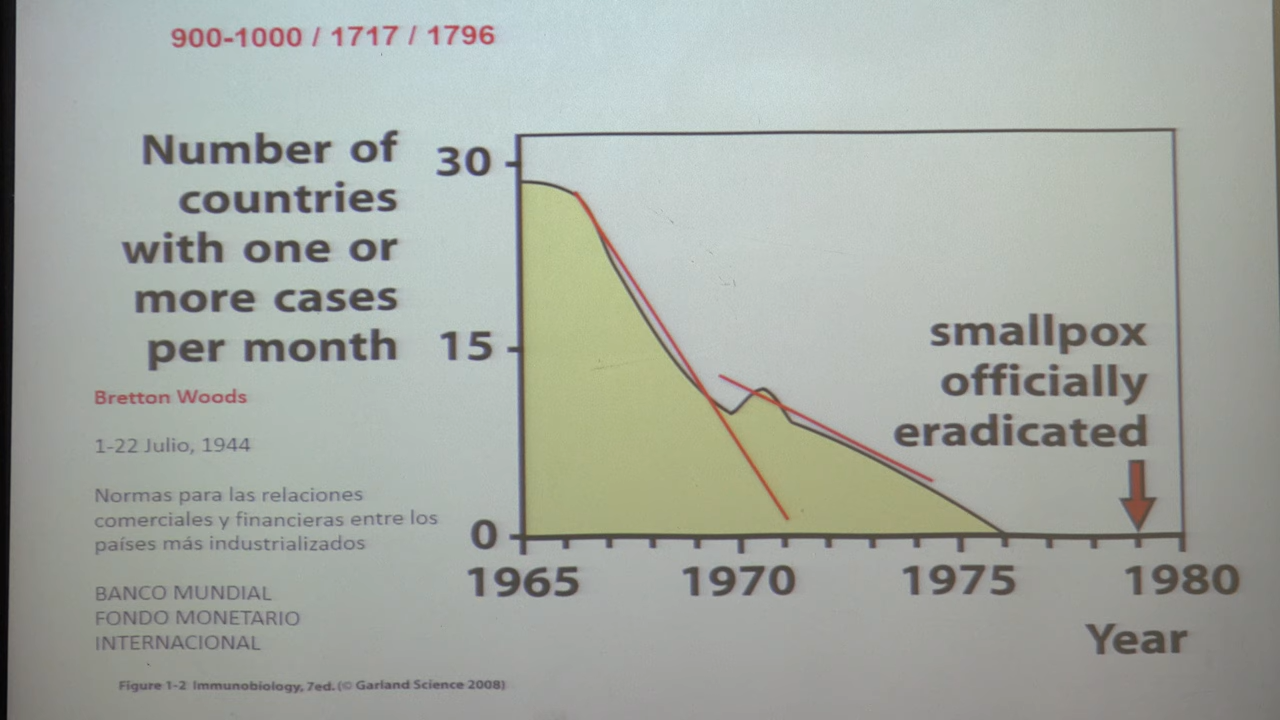 900-1000 / 1717 / 1796
Number of
countries
with one or
more cases
per month
30
15
0
smallpox
officially
eradicated
1965
1970
1975
1980
Year
Bretton Woods
1-22 Julio, 1944
Normas para las relaciones
comerciales y financieras entre los
países más industrializados
BANCO MUNDIAL
FONDO MONETARIO
INTERNACIONAL
Figure 1-2 Immunobiology, 7ed. (© Garland Science 2008)